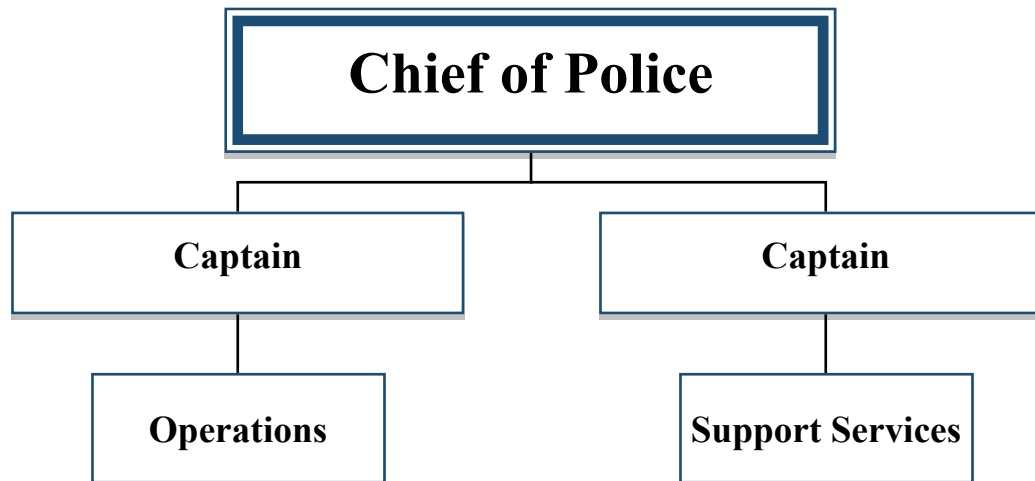 Chief of Police
Captain
Captain
Operations
Support Services